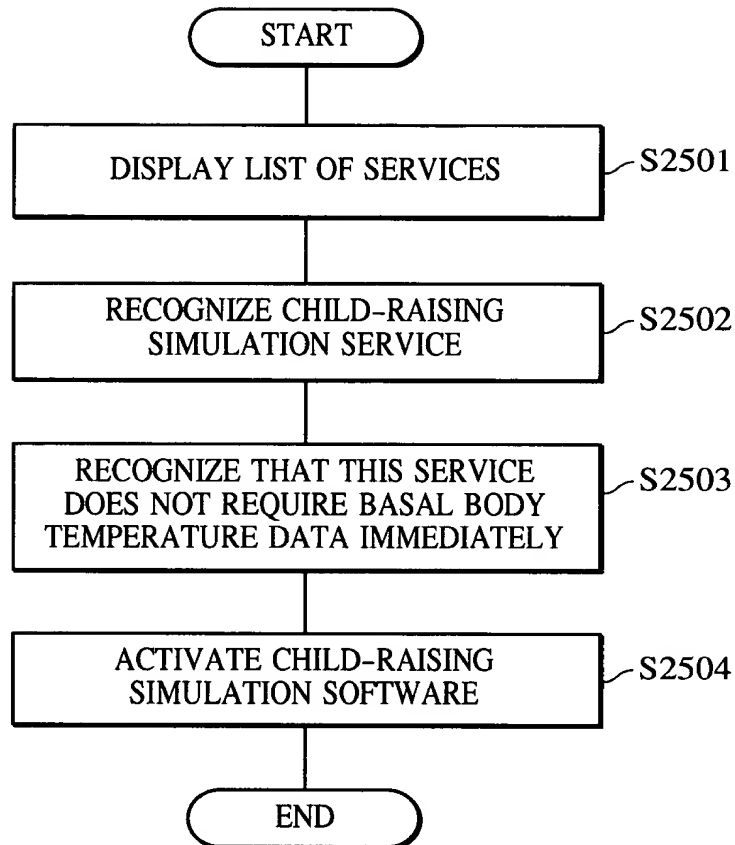 START
DISPLAY LIST OF SERVICES
S2501
RECOGNIZE CHILD-RAISING
SIMULATION SERVICE
S2502
RECOGNIZE THAT THIS SERVICE
DOES NOT REQUIRE BASAL BODY
TEMPERATURE DATA IMMEDIATELY
S2503
ACTIVATE CHILD-RAISING
SIMULATION SOFTWARE
S2504
END